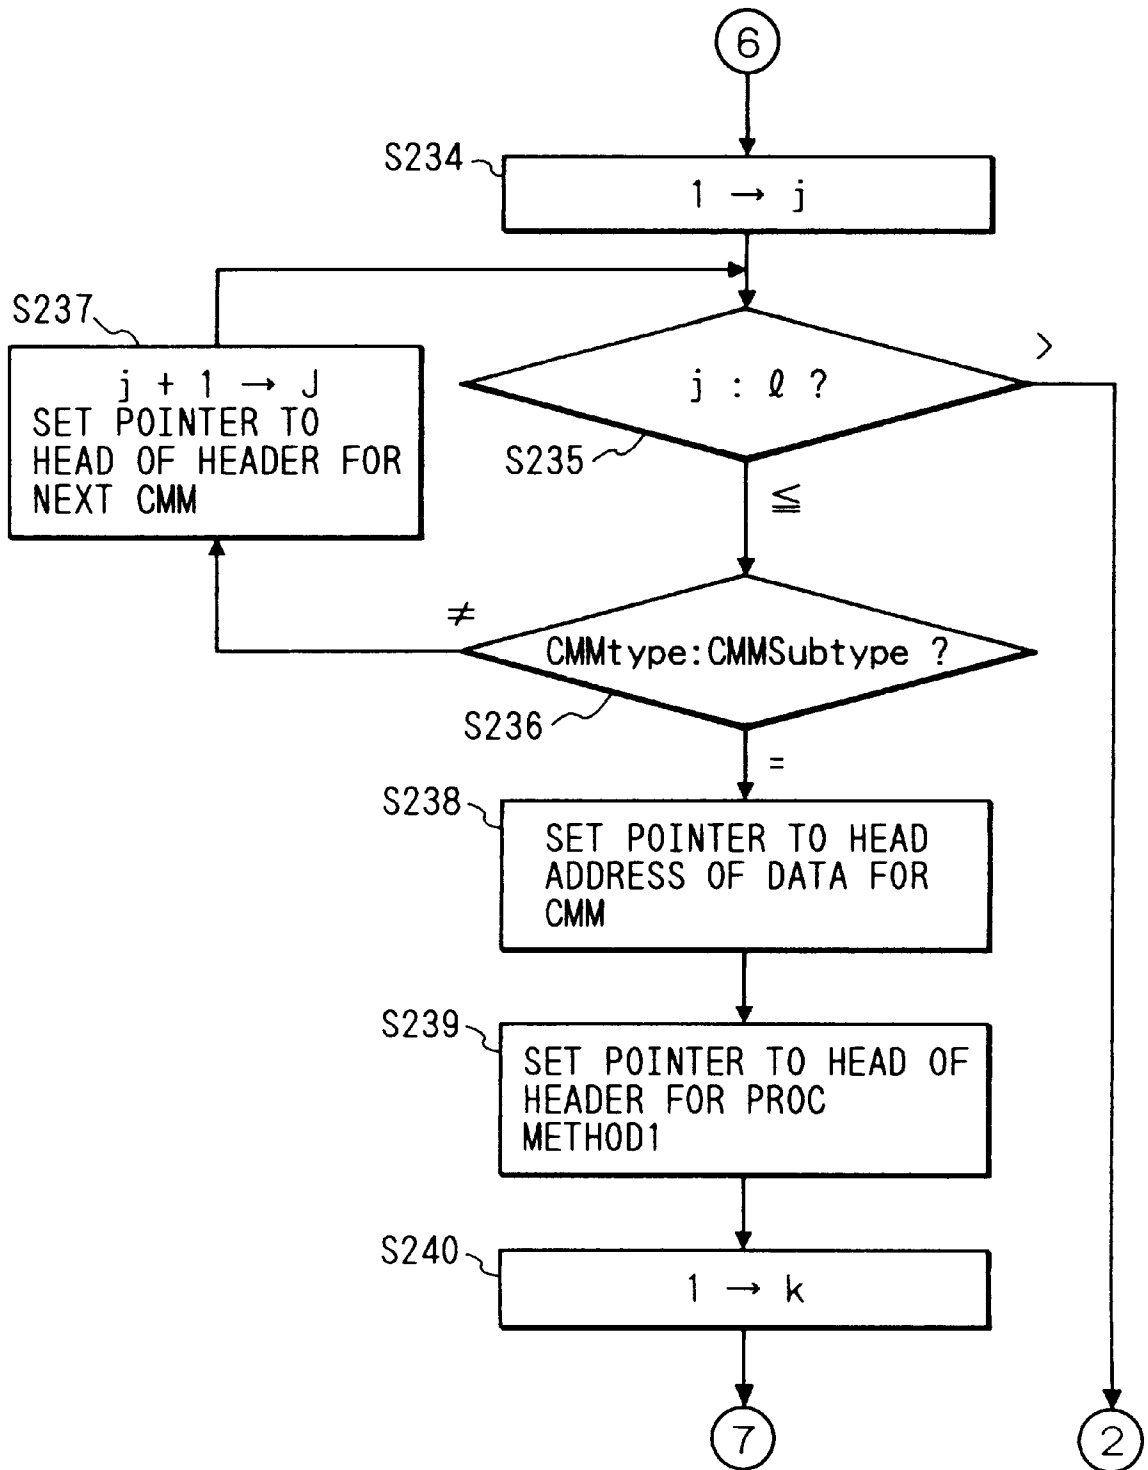 6
S234
1 → j
S237
j + 1 → J
SET POINTER TO
HEAD OF HEADER FOR
NEXT CMM
>
j : ℓ ?
S235
≦
≠
CMMtype:CMMSubtype ?
S236
=
S238
SET POINTER TO HEAD
ADDRESS OF DATA FOR
CMM
S239
SET POINTER TO HEAD OF
HEADER FOR PROC
METHOD1
S240
1 → k
7
2